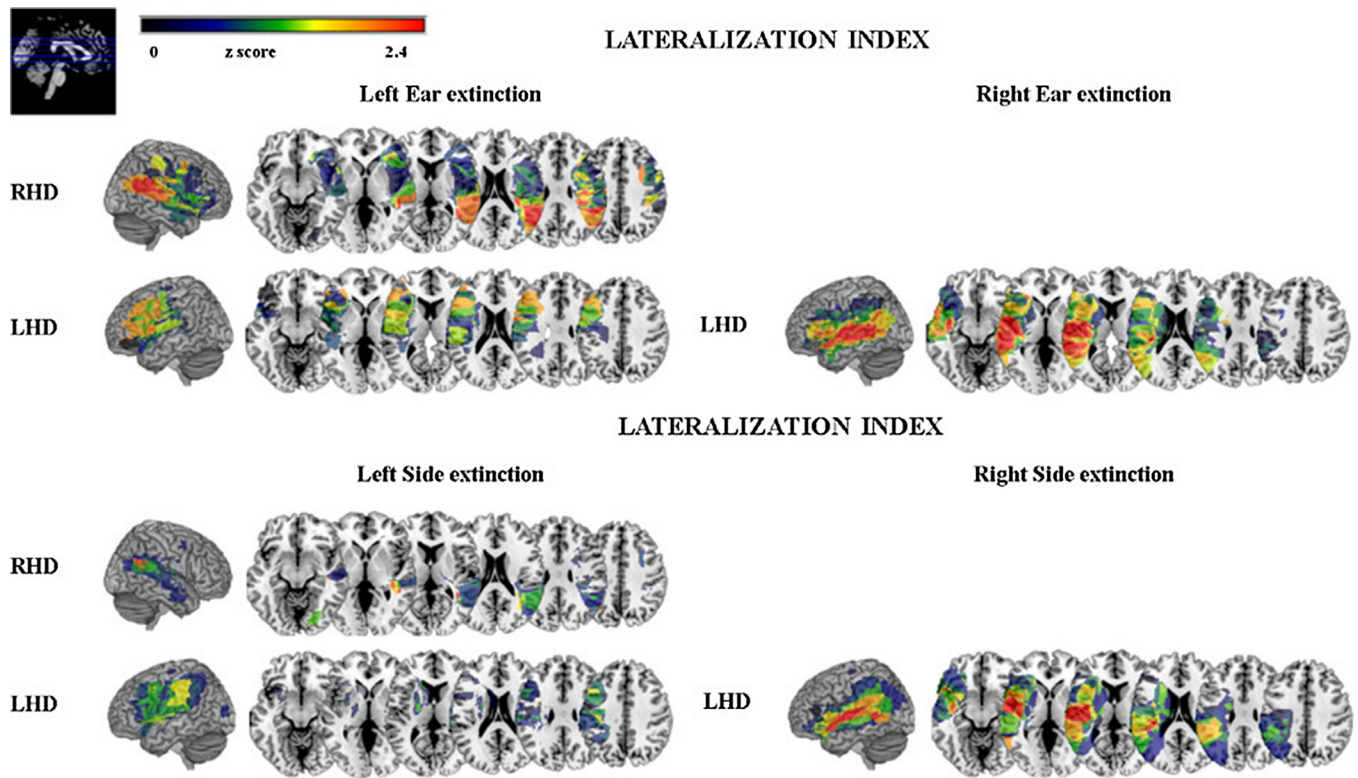 0 z score 2.4
LATERALIZATION INDEX
Left Ear extinction Right Ear extinction
RHD
LHD LHD
LATERALIZATION INDEX
Left Side extinction Right Side extinction
RHD
LHD LHD